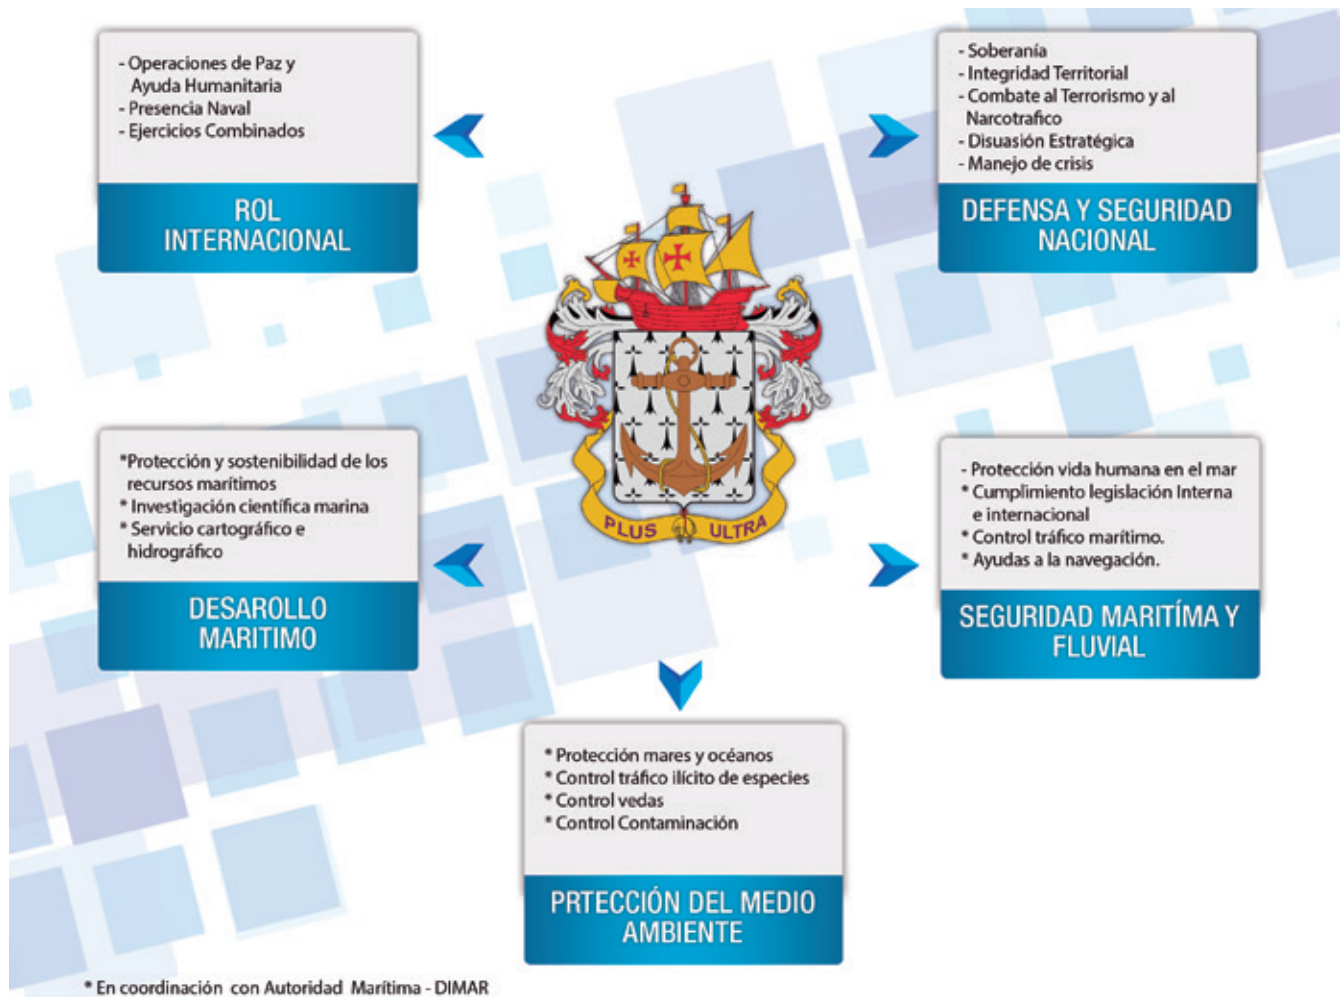 - Operaciones de Paz y
Ayuda Humanitaria
- Presencia Naval
- Ejercicios Combinados
ROL
INTERNACIONAL
- Soberanía
- Integridad Territorial
- Combate al Terrorismo y al
Narcotrafico
- Disuasión Estratégica
- Manejo de crisis
DEFENSA Y SEGURIDAD
NACIONAL
PLUS ULTRA
*Protección y sostenibilidad de los
recursos marítimos
* Investigación científica marina
* Servicio cartográfico e
hidrográfico
DESAROLLO
MARITIMO
- Protección vida humana en el mar
* Cumplimiento legislación Interna
e internacional
* Control tráfico marítimo.
* Ayudas a la navegación.
SEGURIDAD MARITÍMA Y
FLUVIAL
* Protección mares y océanos
* Control tráfico ilícito de especies
* Control vedas
* Control Contaminación
PRTECCIÓN DEL MEDIO
AMBIENTE
* En coordinación con Autoridad Marítima - DIMAR